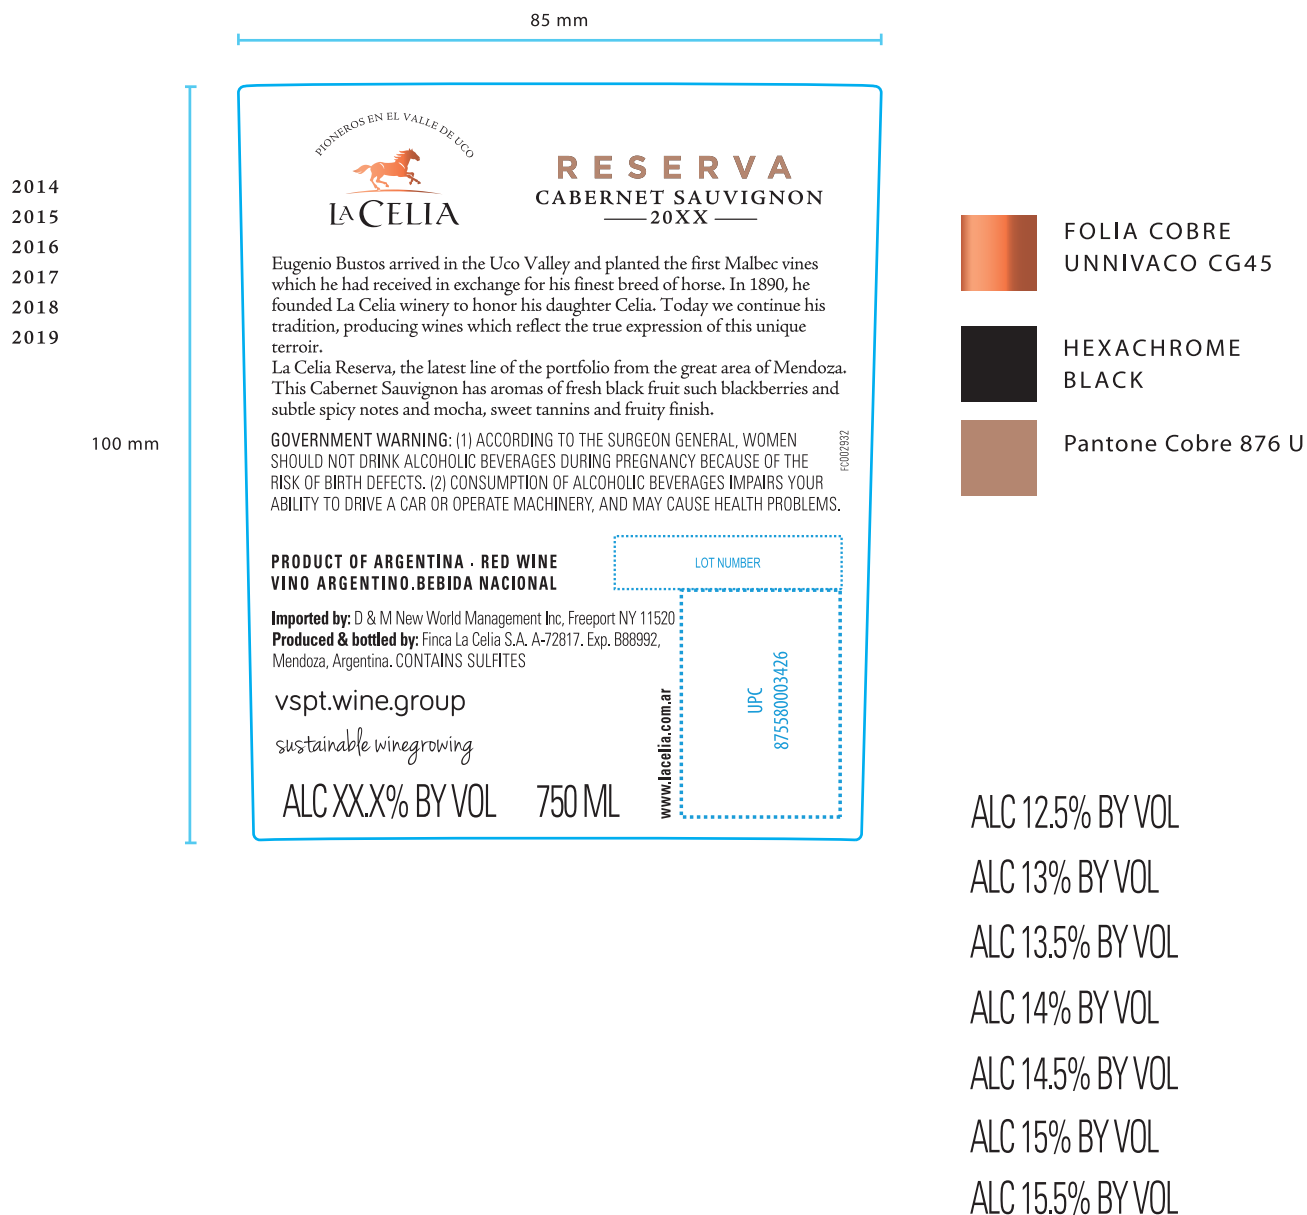 85 mm
PIONEROS EN EL VALLE DE UCO
LA CELIA
RESERVA
CABERNET SAUVIGNON
20XX
2014
2015
2016
2017
2018
2019
100 mm
Eugenio Bustos arrived in the Uco Valley and planted the first Malbec vines
which he had received in exchange for his finest breed of horse. In 1890, he
founded La Celia winery to honor his daughter Celia. Today we continue his
tradition, producing wines which reflect the true expression of this unique
terroir.
La Celia Reserva, the latest line of the portfolio from the great area of Mendoza.
This Cabernet Sauvignon has aromas of fresh black fruit such blackberries and
subtle spicy notes and mocha, sweet tannins and fruity finish.
GOVERNMENT WARNING: (1) ACCORDING TO THE SURGEON GENERAL, WOMEN
SHOULD NOT DRINK ALCOHOLIC BEVERAGES DURING PREGNANCY BECAUSE OF THE
RISK OF BIRTH DEFECTS. (2) CONSUMPTION OF ALCOHOLIC BEVERAGES IMPAIRS YOUR
ABILITY TO DRIVE A CAR OR OPERATE MACHINERY, AND MAY CAUSE HEALTH PROBLEMS.
FC002932
PRODUCT OF ARGENTINA . RED WINE
VINO ARGENTINO.BEBIDA NACIONAL
LOT NUMBER
Imported by: D & M New World Management Inc, Freeport NY 11520
Produced & bottled by: Finca La Celia S.A. A-72817. Exp. B88992,
Mendoza, Argentina. CONTAINS SULFITES
vspt.wine.group
sustainable winegrowing
ALC XX.X% BY VOL 750 ML
www.lacelia.com.ar
UPC
875580003426
FOLIA COBRE
UNNIVACO CG45
HEXACHROME
BLACK
Pantone Cobre 876 U
ALC 12.5% BY VOL
ALC 13% BY VOL
ALC 13.5% BY VOL
ALC 14% BY VOL
ALC 14.5% BY VOL
ALC 15% BY VOL
ALC 15.5% BY VOL